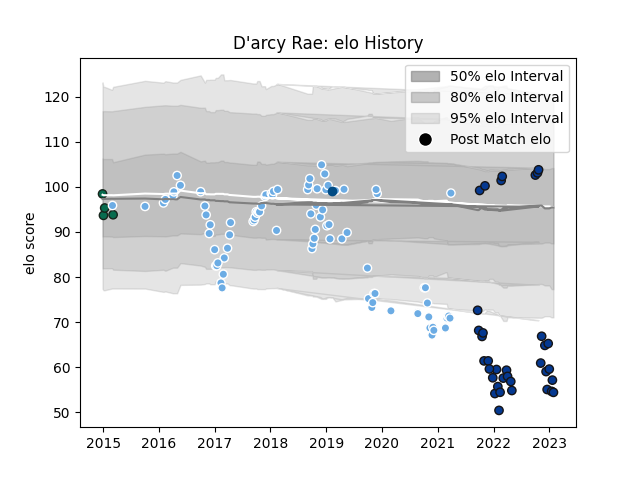 D'arcy Rae: elo History
50% elo Interval
80% elo Interval
95% elo Interval
Post Match elo
elo score
120
110
100
90
80
70
60
50
2015 2016 2017 2018 2019 2020 2021 2022 2023